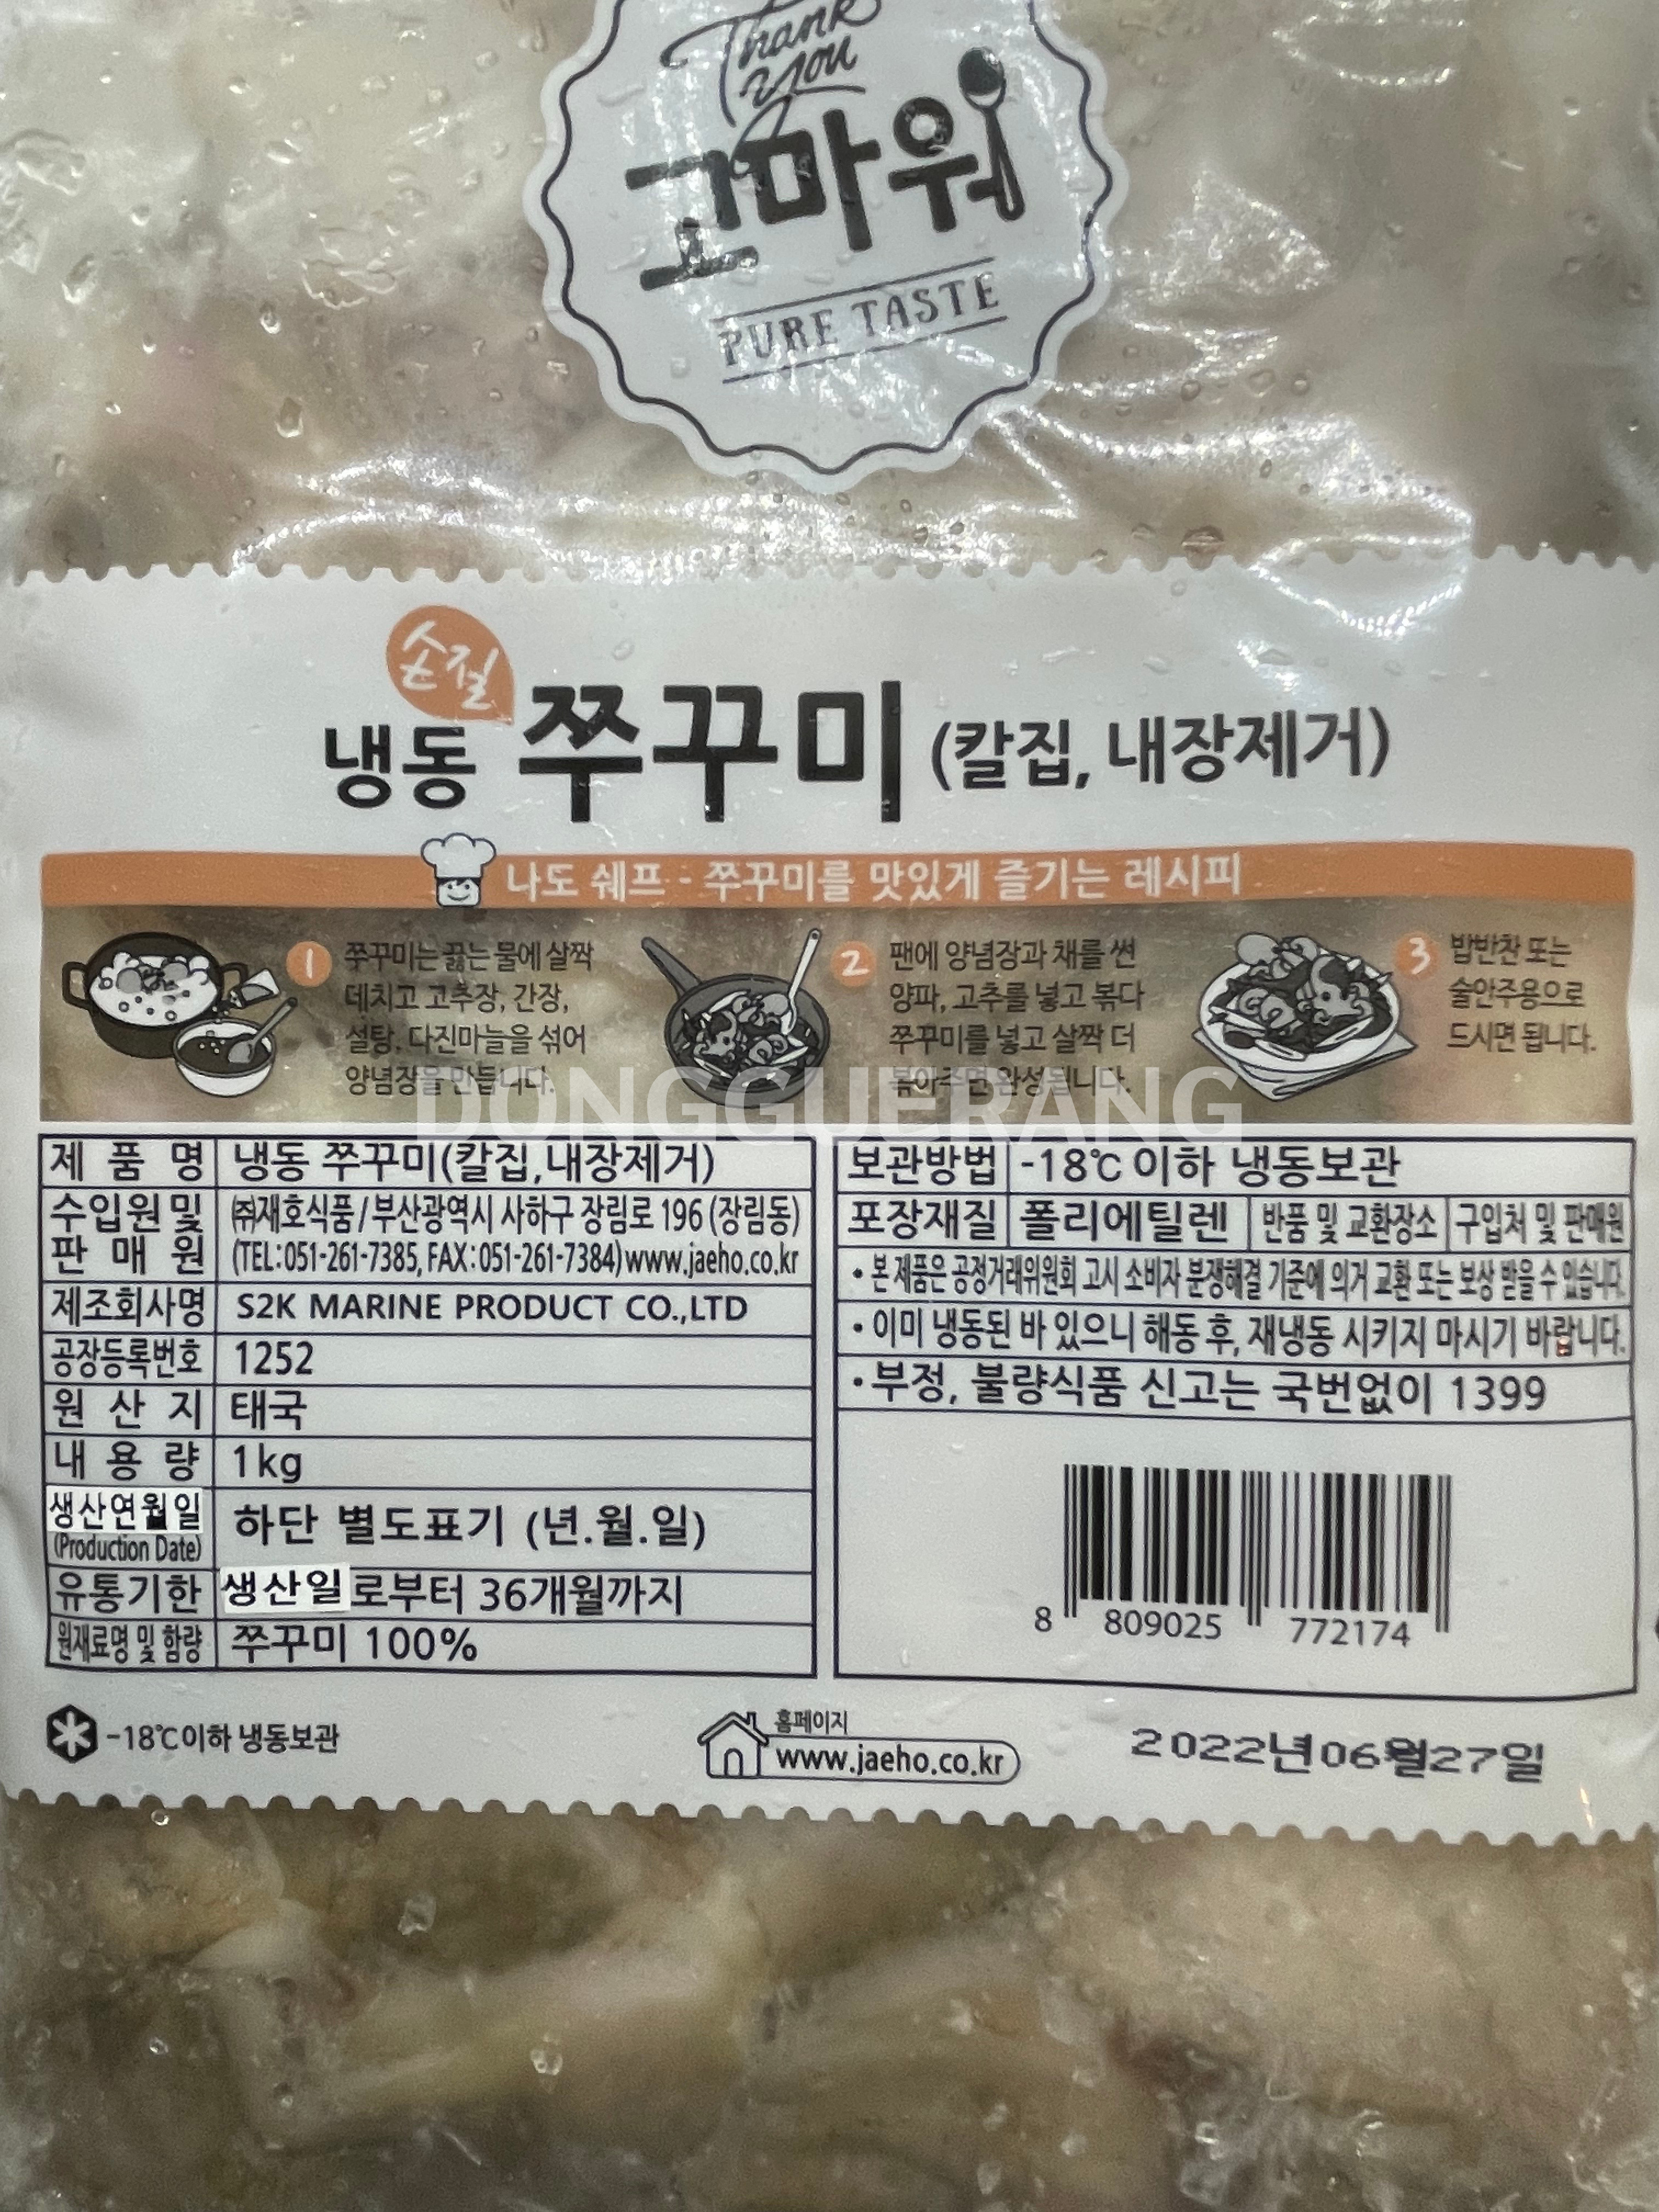 Thank
you
고마워
PURE TASTE
손질
냉동 쭈꾸미 (칼집, 내장제거)
나도 쉐프 - 쭈꾸미를 맛있게 즐기는 레시피
1 쭈꾸미는 끓는 물에 살짝
데치고 고추장, 간장,
설탕, 다진마늘을 섞어
양념장을 만듭니다.
2 팬에 양념장과 채를 썬
양파, 고추를 넣고 볶다
쭈꾸미를 넣고 살짝 더
볶아주면 완성됩니다.
3 밥반찬 또는
술안주용으로
드시면 됩니다.
DONGGUERANG
제 품 명 냉동 쭈꾸미(칼집,내장제거)
수입원 및 판 매 원 ㈜재호식품/부산광역시 사하구 장림로 196 (장림동)
(TEL:051-261-7385, FAX:051-261-7384)www.jaeho.co.kr
제조회사명 S2K MARINE PRODUCT CO.,LTD
공장등록번호 1252
원 산 지 태국
내 용 량 1kg
생산연월일 (Production Date) 하단 별도표기 (년.월.일)
유통기한 생산일로부터 36개월까지
원재료명 및 함량 쭈꾸미 100%
보관방법 -18℃ 이하 냉동보관
포장재질 폴리에틸렌 반품 및 교환장소 구입처 및 판매원
• 본 제품은 공정거래위원회 고시 소비자 분쟁해결 기준에 의거 교환 또는 보상 받을 수 있습니다.
• 이미 냉동된 바 있으니 해동 후, 재냉동 시키지 마시기 바랍니다.
• 부정, 불량식품 신고는 국번없이 1399
8 809025 772174
-18℃이하 냉동보관
홈페이지
www.jaeho.co.kr
2022년06월27일